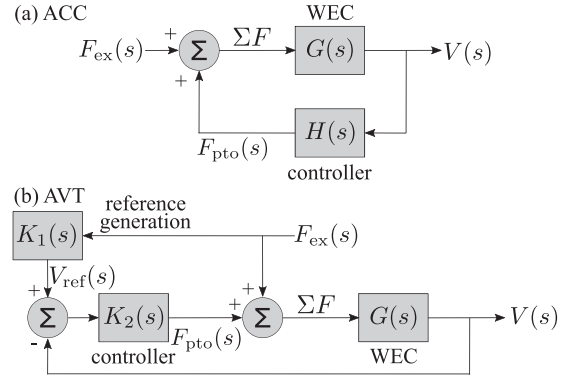 (a) ACC
WEC
F_ex(s)
+
Σ
+
ΣF
G(s)
V(s)
H(s)
F_pto(s)
controller
(b) AVT
reference
generation
K_1(s)
F_ex(s)
V_ref(s)
+
Σ
-
K_2(s)
controller
F_pto(s)
+
+
Σ
ΣF
G(s)
WEC
V(s)